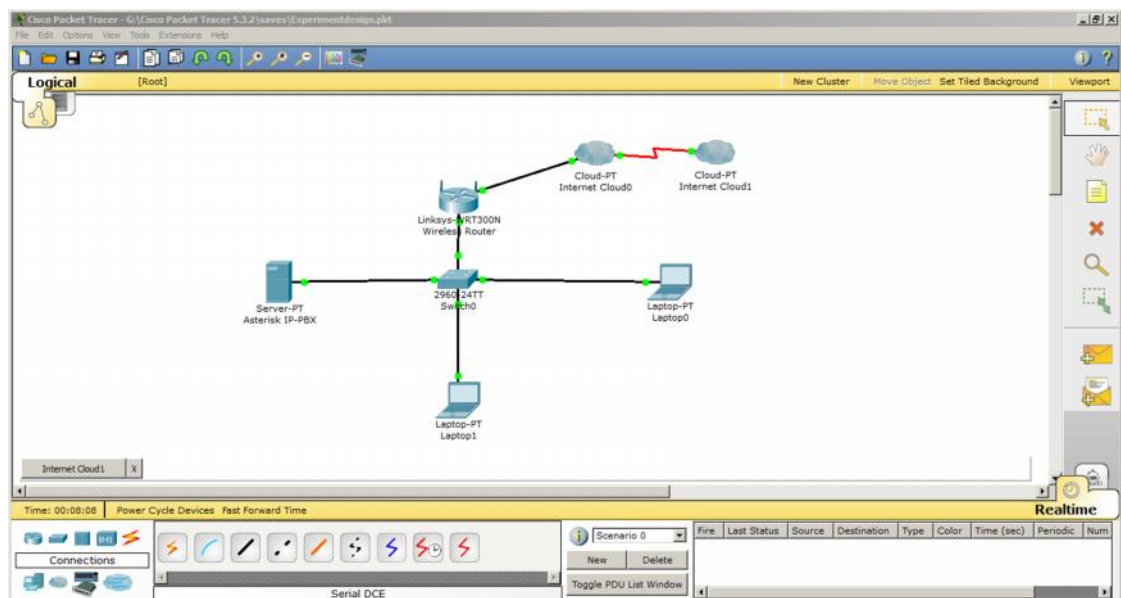 Cisco Packet Tracer - G:\Cisco Packet Tracer 5.3.2\saves\Experimentdesign.pkt
File Edit Options View Tools Extensions Help
Logical [Root] New Cluster Move Object Set Tiled Background Viewport
Cloud-PT
Internet Cloud0
Cloud-PT
Internet Cloud1
Linksys-WRT300N
Wireless Router
2960-24TT
Switch0
Server-PT
Asterisk IP-PBX
Laptop-PT
Laptop0
Laptop-PT
Laptop1
Internet Cloud1 X
Time: 00:08:08 Power Cycle Devices Fast Forward Time Realtime
Connections
Serial DCE
Scenario 0
New Delete
Toggle PDU List Window
Fire Last Status Source Destination Type Color Time (sec) Periodic Num